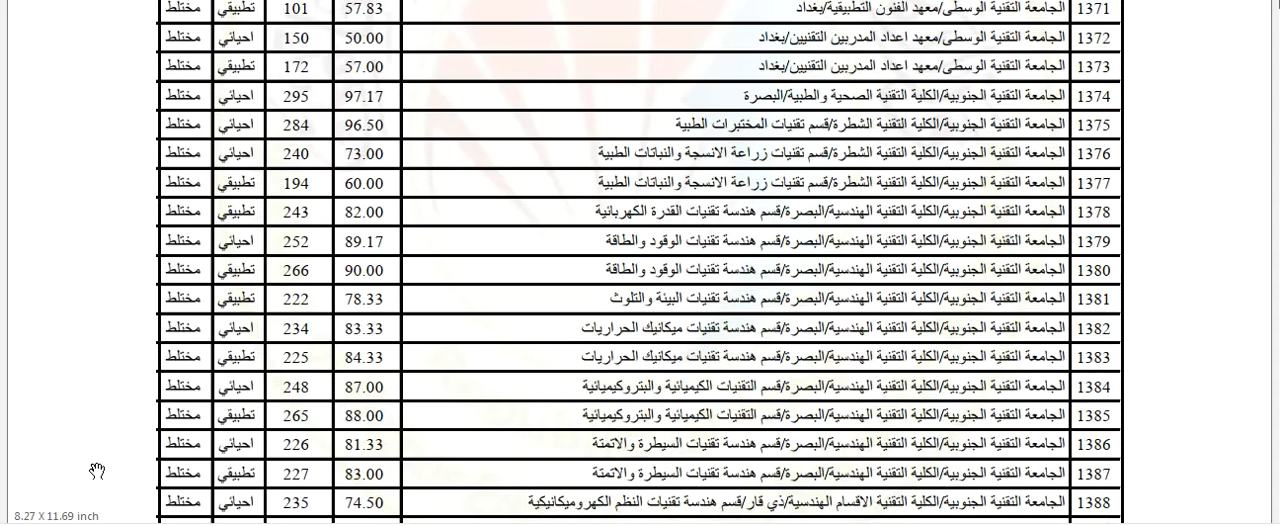 1371 الجامعة التقنية الوسطى/معهد الفنون التطبيقية/بغداد 57.83 101 تطبيقي مختلط
1372 الجامعة التقنية الوسطى/معهد اعداد المدربين التقنيين/بغداد 50.00 150 احيائي مختلط
1373 الجامعة التقنية الوسطى/معهد اعداد المدربين التقنيين/بغداد 57.00 172 تطبيقي مختلط
1374 الجامعة التقنية الجنوبية/الكلية التقنية الصحية والطبية/البصرة 97.17 295 احيائي مختلط
1375 الجامعة التقنية الجنوبية/الكلية التقنية الشطرة/قسم تقنيات المختبرات الطبية 96.50 284 احيائي مختلط
1376 الجامعة التقنية الجنوبية/الكلية التقنية الشطرة/قسم تقنيات زراعة الانسجة والنباتات الطبية 73.00 240 احيائي مختلط
1377 الجامعة التقنية الجنوبية/الكلية التقنية الشطرة/قسم تقنيات زراعة الانسجة والنباتات الطبية 60.00 194 تطبيقي مختلط
1378 الجامعة التقنية الجنوبية/الكلية التقنية الهندسية/البصرة/قسم هندسة تقنيات القدرة الكهربائية 82.00 243 تطبيقي مختلط
1379 الجامعة التقنية الجنوبية/الكلية التقنية الهندسية/البصرة/قسم هندسة تقنيات الوقود والطاقة 89.17 252 احيائي مختلط
1380 الجامعة التقنية الجنوبية/الكلية التقنية الهندسية/البصرة/قسم هندسة تقنيات الوقود والطاقة 90.00 266 تطبيقي مختلط
1381 الجامعة التقنية الجنوبية/الكلية التقنية الهندسية/البصرة/قسم هندسة تقنيات البيئة والتلوث 78.33 222 تطبيقي مختلط
1382 الجامعة التقنية الجنوبية/الكلية التقنية الهندسية/البصرة/قسم هندسة تقنيات ميكانيك الحراريات 83.33 234 احيائي مختلط
1383 الجامعة التقنية الجنوبية/الكلية التقنية الهندسية/البصرة/قسم هندسة تقنيات ميكانيك الحراريات 84.33 225 تطبيقي مختلط
1384 الجامعة التقنية الجنوبية/الكلية التقنية الهندسية/البصرة/قسم التقنيات الكيميائية والبتروكيميائية 87.00 248 احيائي مختلط
1385 الجامعة التقنية الجنوبية/الكلية التقنية الهندسية/البصرة/قسم التقنيات الكيميائية والبتروكيميائية 88.00 265 تطبيقي مختلط
1386 الجامعة التقنية الجنوبية/الكلية التقنية الهندسية/البصرة/قسم هندسة تقنيات السيطرة والاتمتة 81.33 226 احيائي مختلط
1387 الجامعة التقنية الجنوبية/الكلية التقنية الهندسية/البصرة/قسم هندسة تقنيات السيطرة والاتمتة 83.00 227 تطبيقي مختلط
1388 الجامعة التقنية الجنوبية/الكلية التقنية الاقسام الهندسية/ذي قار/قسم هندسة تقنيات النظم الكهروميكانيكية 74.50 235 احيائي مختلط
8.27 X 11.69 inch